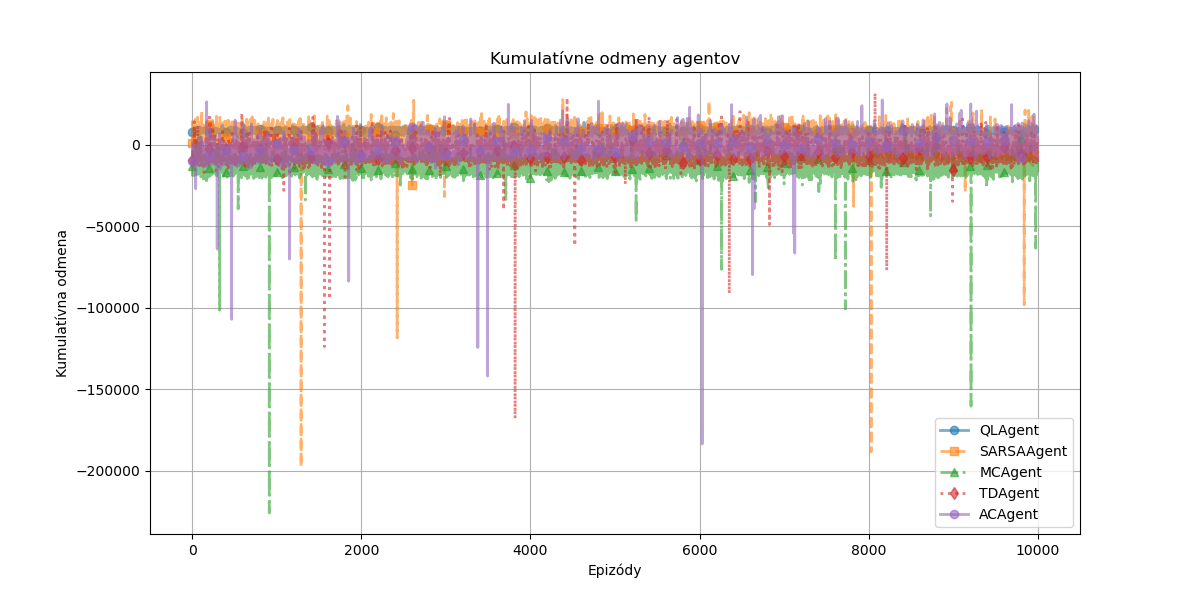 Kumulatívne odmeny agentov
Kumulatívna odmena
0
−50000
−100000
−150000
−200000
0
2000
4000
6000
8000
10000
Epizódy
QLAgent
SARSAAgent
MCAgent
TDAgent
ACAgent